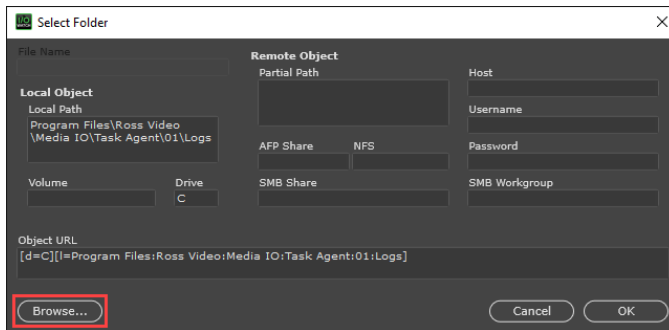 I/O
Select Folder
File Name
Local Object
Local Path
Program Files\Ross Video
\Media IO\Task Agent\01\Logs
Volume
Drive
C
Remote Object
Partial Path
AFP Share
NFS
SMB Share
Host
Username
Password
SMB Workgroup
Object URL
[d=C][l=Program Files:Ross Video:Media IO:Task Agent:01:Logs]
Browse...
Cancel
OK